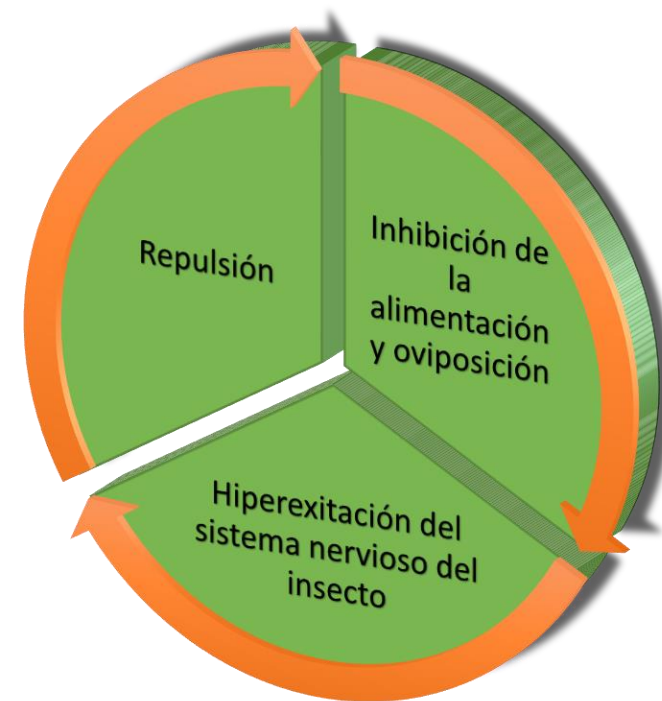 Repulsión
Inhibición de
la
alimentación
y oviposición
Hiperexitación del
sistema nervioso del
insecto